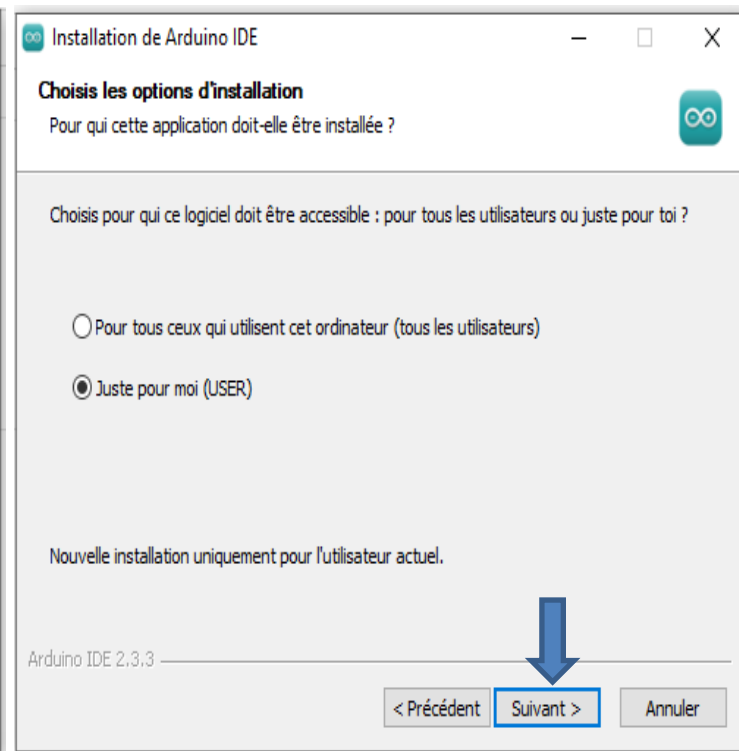 Installation de Arduino IDE
Choisis les options d'installation
Pour qui cette application doit-elle être installée ?
Choisis pour qui ce logiciel doit être accessible : pour tous les utilisateurs ou juste pour toi ?
Pour tous ceux qui utilisent cet ordinateur (tous les utilisateurs)
Juste pour moi (USER)
Nouvelle installation uniquement pour l'utilisateur actuel.
Arduino IDE 2.3.3
< Précédent Suivant > Annuler